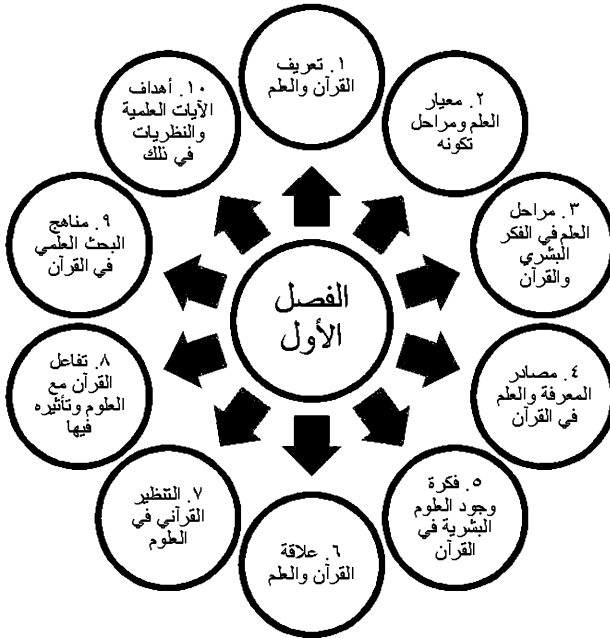 الفصل
الأول
١. تعريف
القرآن والعلم
٢. معيار
العلم ومراحل
تكونه
٣. مراحل
العلم في الفكر
البشري
والقرآن
٤. مصادر
المعرفة والعلم
في القرآن
٥. فكرة
وجود العلوم
البشرية في
القرآن
٦. علاقة
القرآن والعلم
٧. التنظير
القرآني في
العلوم
٨. تفاعل
القرآن مع
العلوم وتأثيره
فيها
٩. مناهج
البحث العلمي
في القرآن
١٠. أهداف
الآيات العلمية
والنظريات
في ذلك